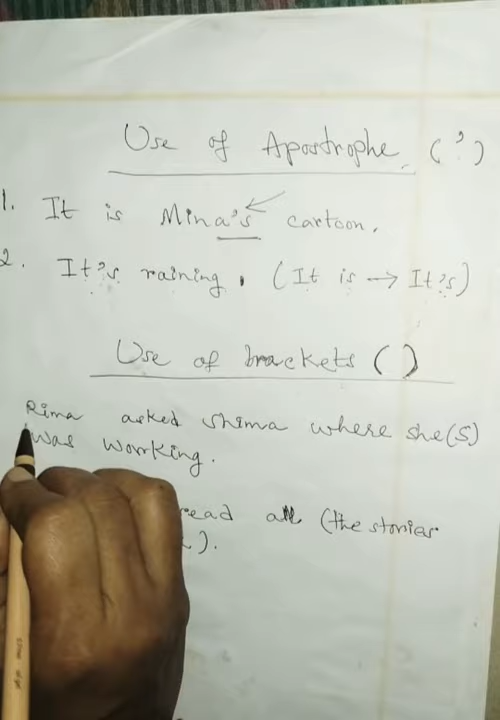 Use of Apostrophe (')
1. It is Mina's cartoon.
2. It's raining. (It is → It's)
Use of brackets ()
Rima asked Shima where she(S)
was working.
read all (the stories
).